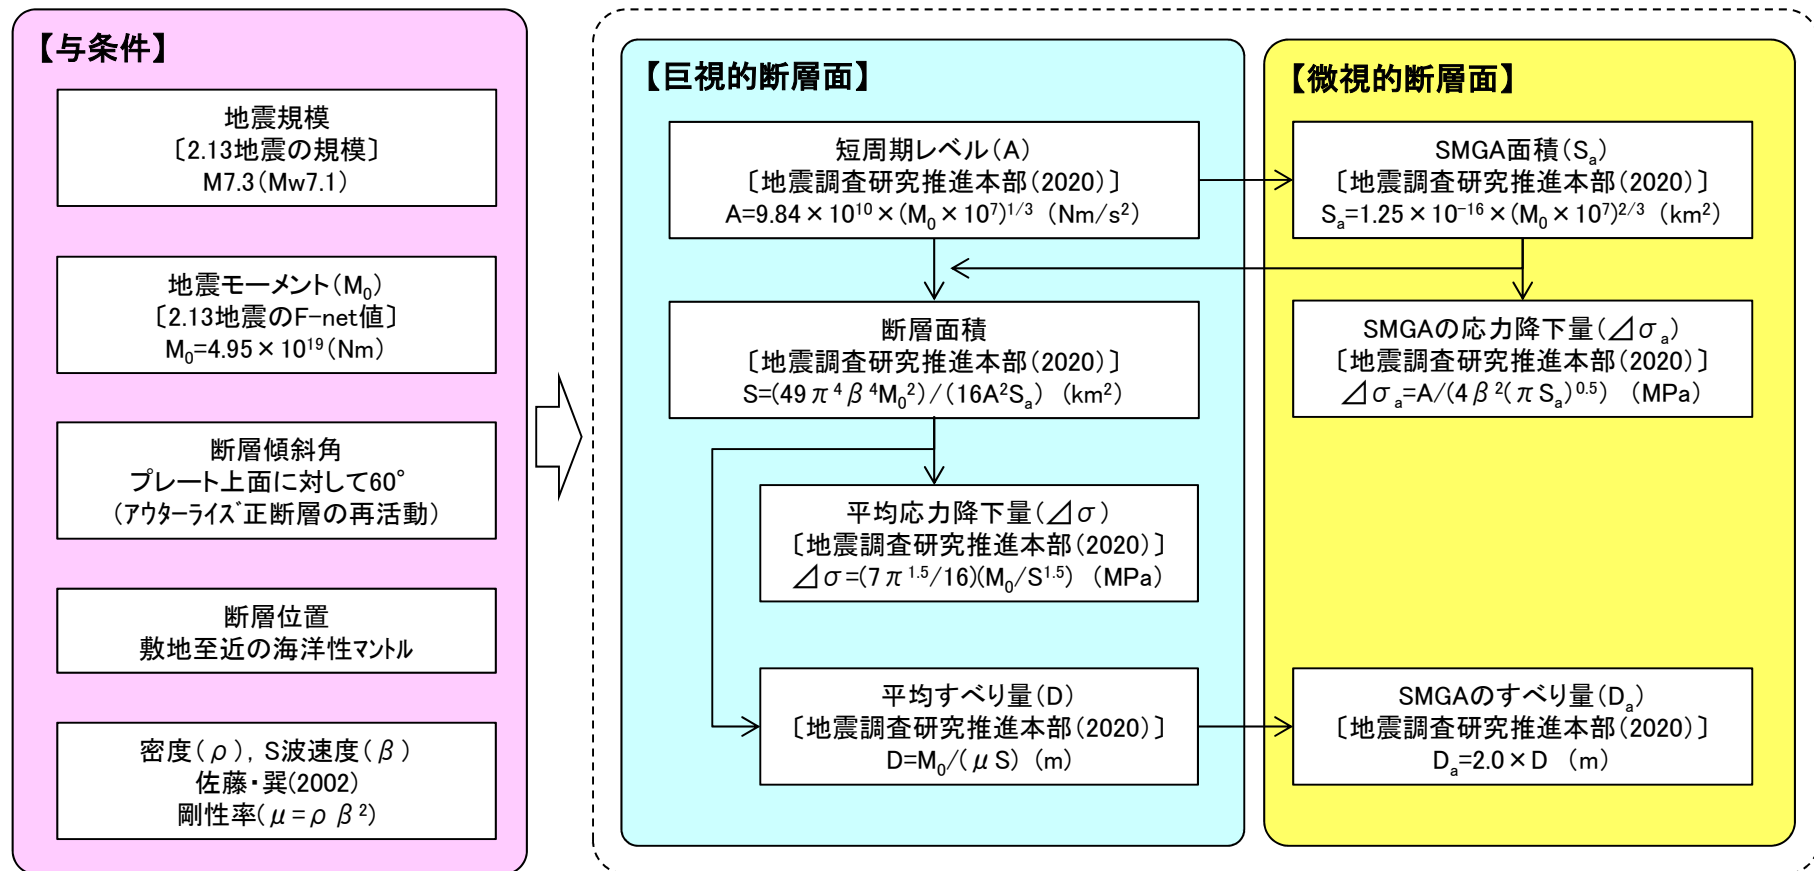 【与条件】
地震規模
〔2.13地震の規模〕
M7.3(Mw7.1)
地震モーメント(M₀)
〔2.13地震のF-net値〕
M₀=4.95×10¹⁹(Nm)
断層傾斜角
プレート上面に対して60°
(アウターライズ正断層の再活動)
断層位置
敷地至近の海洋性マントル
密度(ρ), S波速度(β)
佐藤・巽(2002)
剛性率(μ=ρβ²)
【巨視的断層面】
短周期レベル(A)
〔地震調査研究推進本部(2020)〕
A=9.84×10¹⁰×(M₀×10⁷)¹/³ (Nm/s²)
断層面積
〔地震調査研究推進本部(2020)〕
S=(49π⁴β⁴M₀²)/(16A²Sₐ) (km²)
平均応力降下量(⊿σ)
〔地震調査研究推進本部(2020)〕
⊿σ=(7π¹·⁵/16)(M₀/S¹·⁵) (MPa)
平均すべり量(D)
〔地震調査研究推進本部(2020)〕
D=M₀/(μS) (m)
【微視的断層面】
SMGA面積(Sₐ)
〔地震調査研究推進本部(2020)〕
Sₐ=1.25×10⁻¹⁶×(M₀×10⁷)²/³ (km²)
SMGAの応力降下量(⊿σₐ)
〔地震調査研究推進本部(2020)〕
⊿σₐ=A/(4β²(πSₐ)⁰·⁵) (MPa)
SMGAのすべり量(Dₐ)
〔地震調査研究推進本部(2020)〕
Dₐ=2.0×D (m)